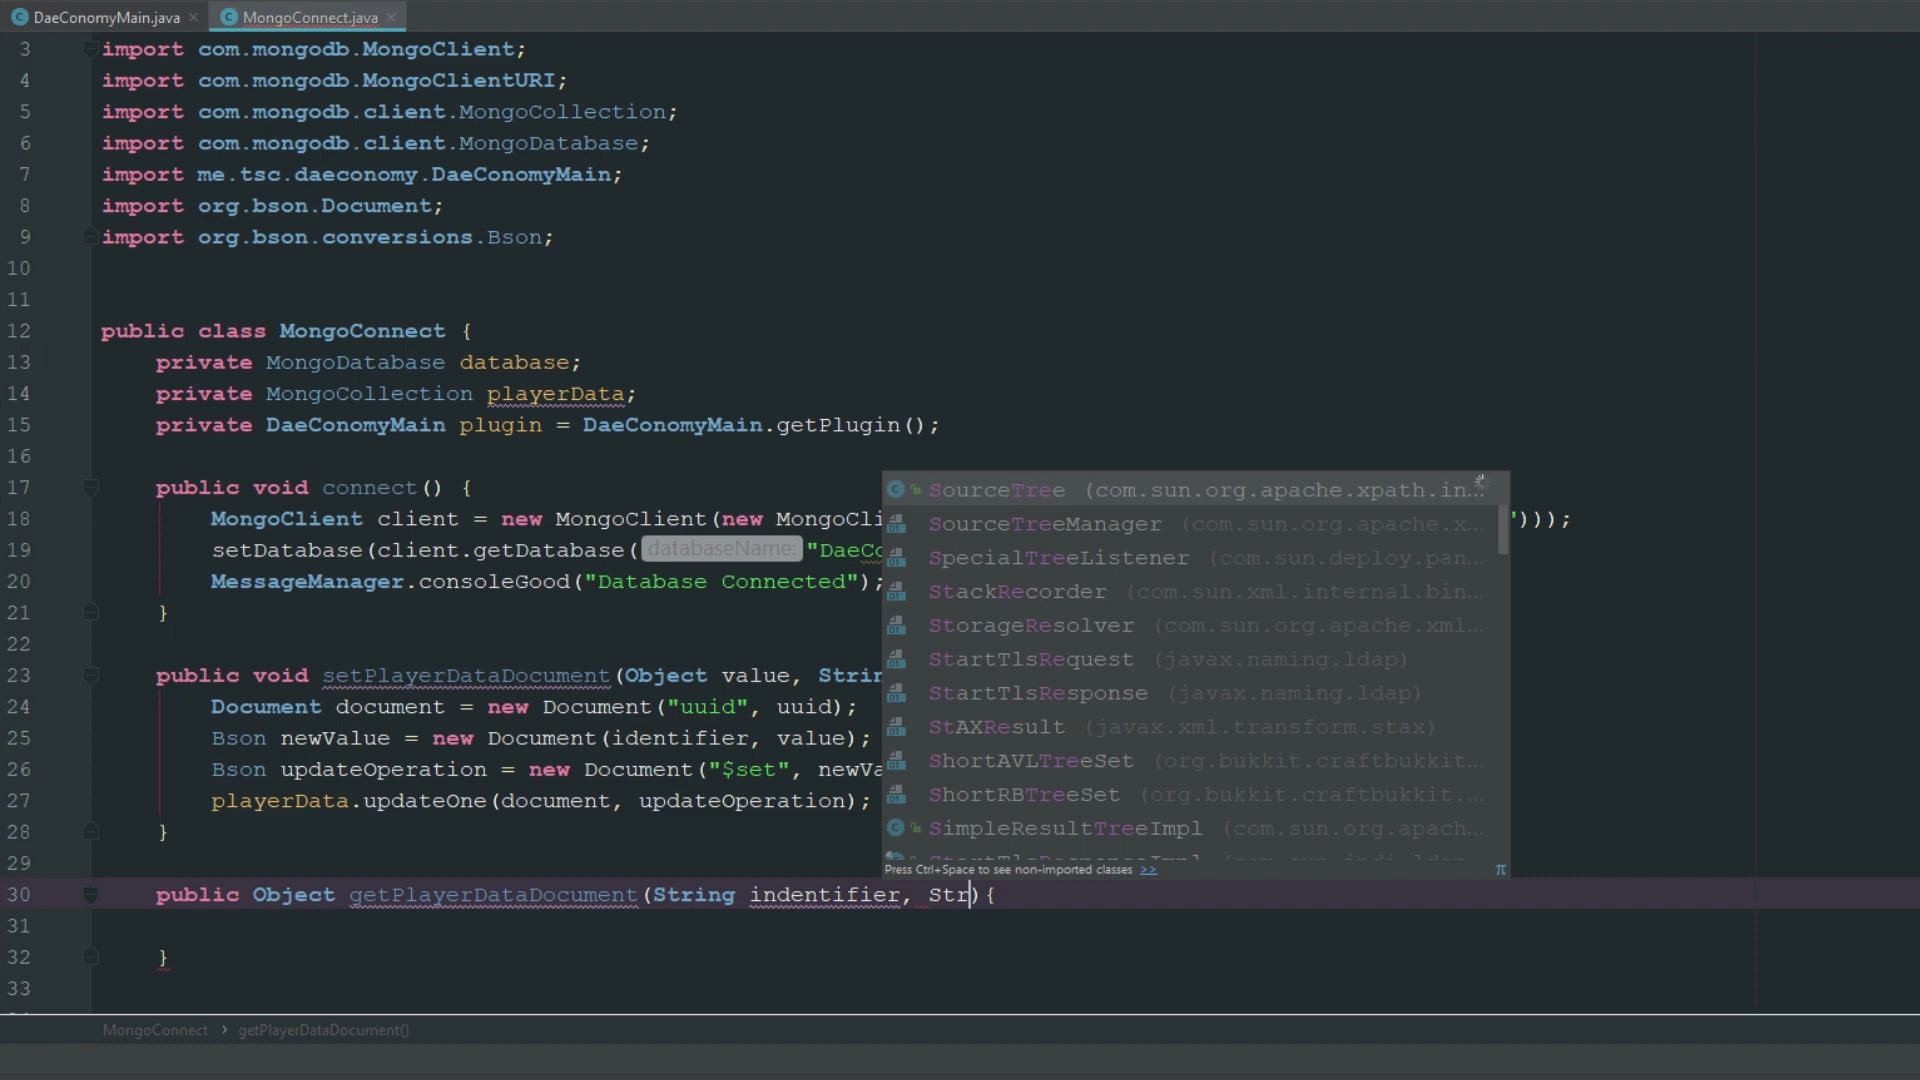 DaeConomyMain.java MongoConnect.java
3 import com.mongodb.MongoClient;
4 import com.mongodb.MongoClientURI;
5 import com.mongodb.client.MongoCollection;
6 import com.mongodb.client.MongoDatabase;
7 import me.tsc.daeconomy.DaeConomyMain;
8 import org.bson.Document;
9 import org.bson.conversions.Bson;
10
11
12 public class MongoConnect {
13 private MongoDatabase database;
14 private MongoCollection playerData;
15 private DaeConomyMain plugin = DaeConomyMain.getPlugin();
16
17 public void connect() {
18 MongoClient client = new MongoClient(new MongoCli ")));
19 setDatabase(client.getDatabase( databaseName: "DaeCo
20 MessageManager.consoleGood("Database Connected");
21 }
22
23 public void setPlayerDataDocument(Object value, Strin
24 Document document = new Document("uuid", uuid);
25 Bson newValue = new Document(identifier, value);
26 Bson updateOperation = new Document("$set", newVa
27 playerData.updateOne(document, updateOperation);
28 }
29
30 public Object getPlayerDataDocument(String indentifier, Str){
31
32 }
33
SourceTree (com.sun.org.apache.xpath.in...
SourceTreeManager (com.sun.org.apache.x...
SpecialTreeListener (com.sun.deploy.pan...
StackRecorder (com.sun.xml.internal.bin...
StorageResolver (com.sun.org.apache.xml...
StartTlsRequest (javax.naming.ldap)
StartTlsResponse (javax.naming.ldap)
StAXResult (javax.xml.transform.stax)
ShortAVLTreeSet (org.bukkit.craftbukkit...
ShortRBTreeSet (org.bukkit.craftbukkit....
SimpleResultTreeImpl (com.sun.org.apach...
Press Ctrl+Space to see non-imported classes >> π
MongoConnect › getPlayerDataDocument()